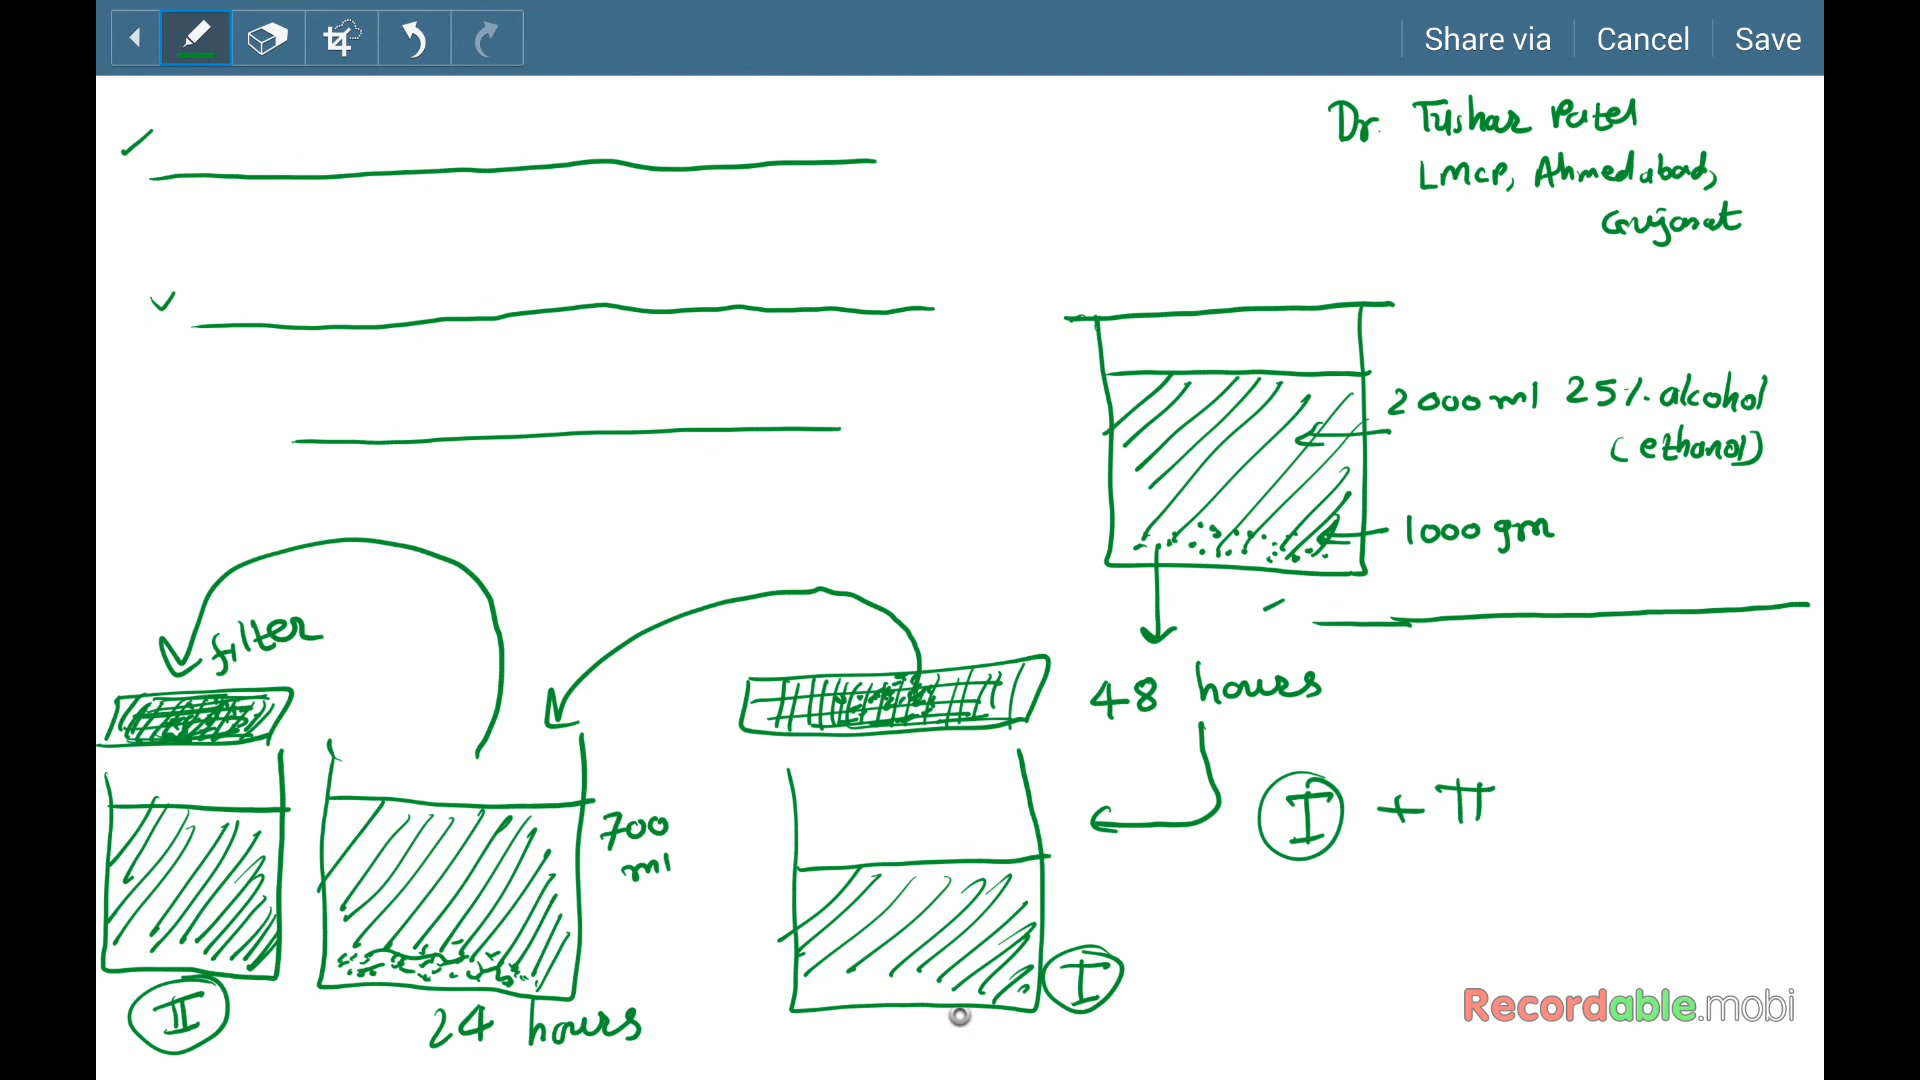 Share via Cancel Save
Dr. Tushar Patel
LMCP, Ahmedabad,
Gujarat
2000 ml 25% alcohol
(ethanol)
1000 gm
filter
48 hours
700
ml
I + II
I
II
24 hours
Recordable.mobi